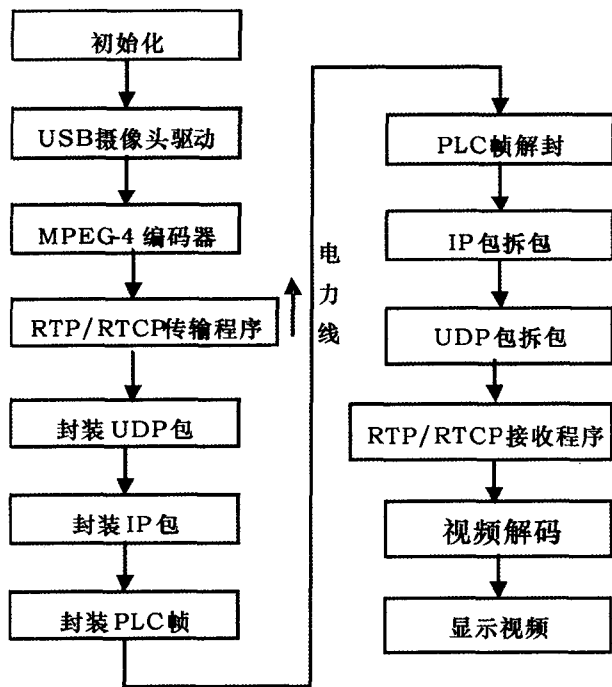 初始化
USB摄像头驱动
MPEG-4 编码器
RTP/RTCP传输程序
封装 UDP包
封装 IP包
封装 PLC帧
电力线
PLC帧解封
IP包拆包
UDP包拆包
RTP/RTCP接收程序
视频解码
显示视频